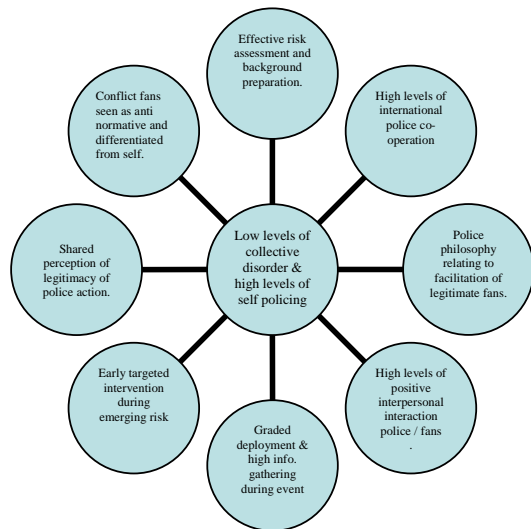 Effective risk
assessment and
background
preparation.
High levels of
international
police co-
operation
Police
philosophy
relating to
facilitation of
legitimate fans.
High levels of
positive
interpersonal
interaction
police / fans
.
Graded
deployment &
high info.
gathering
during event
Early targeted
intervention
during
emerging risk
Shared
perception of
legitimacy of
police action.
Conflict fans
seen as anti
normative and
differentiated
from self.
Low levels of
collective
disorder &
high levels of
self policing